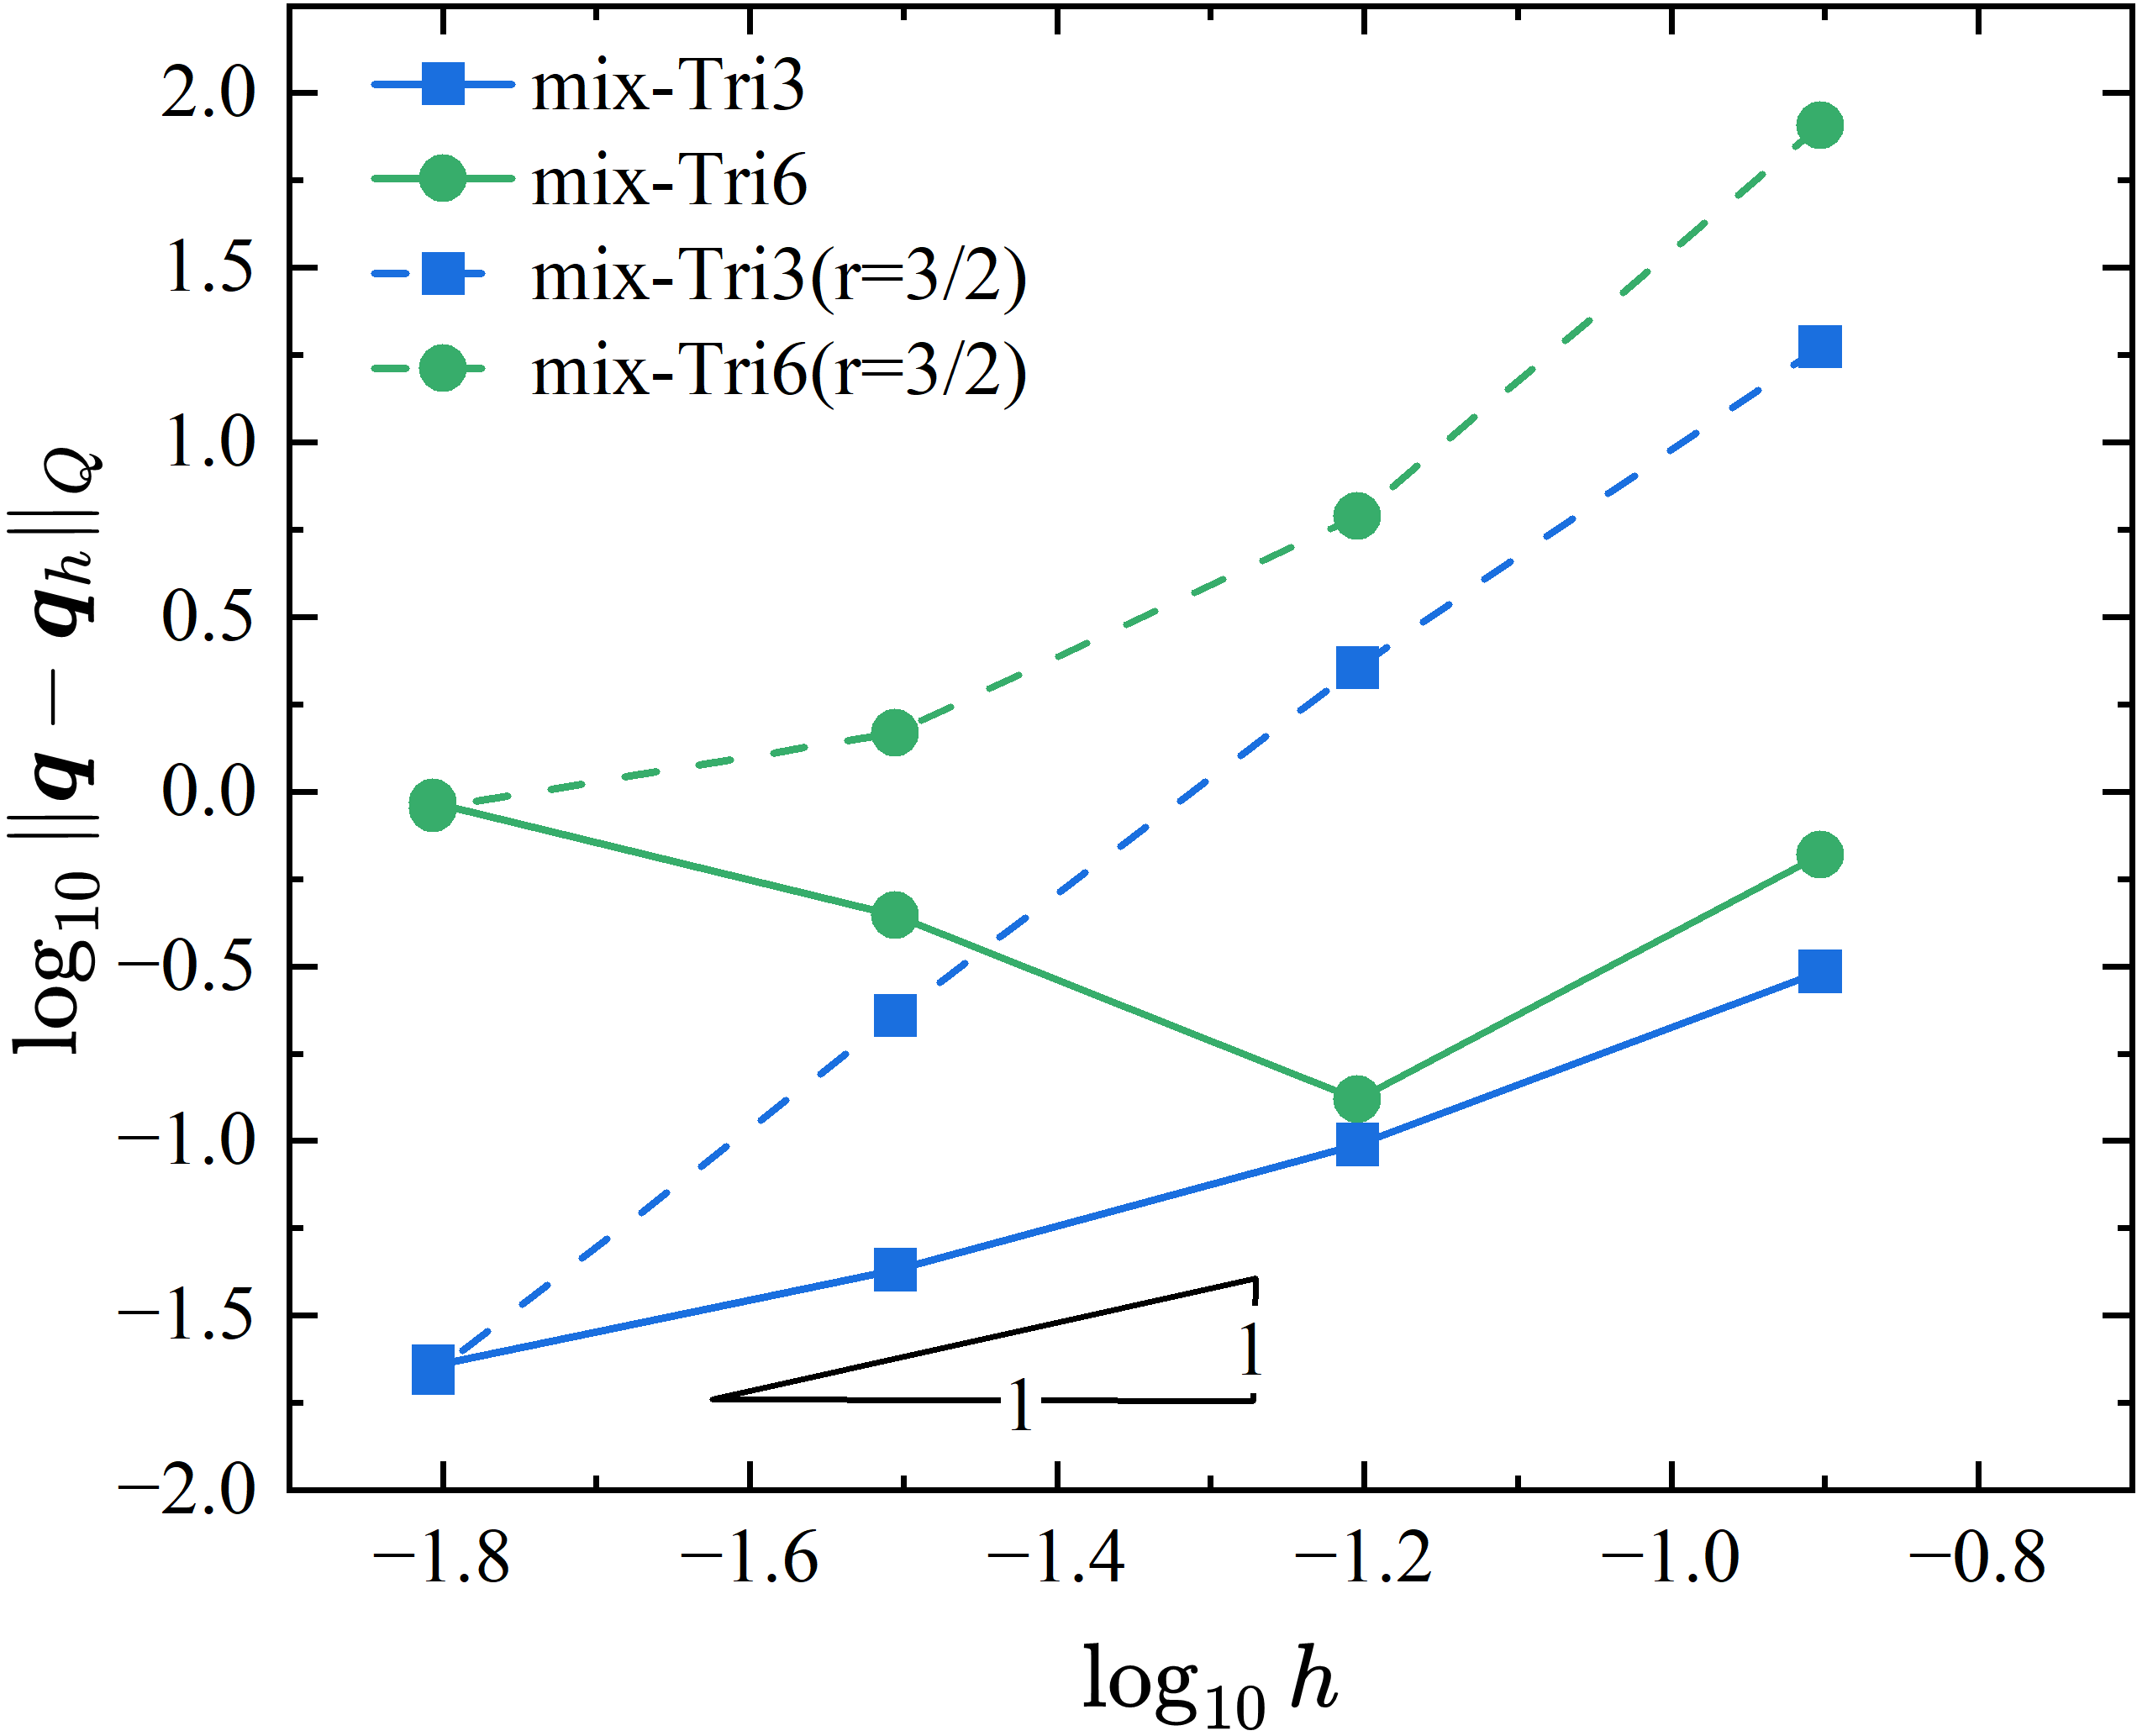 mix-Tri3
mix-Tri6
mix-Tri3(r=3/2)
mix-Tri6(r=3/2)
2.0
1.5
1.0
0.5
0.0
−0.5
−1.0
−1.5
−2.0
log₁₀ ‖q − qₕ‖Q
1
1
−1.8 −1.6 −1.4 −1.2 −1.0 −0.8
log₁₀ h